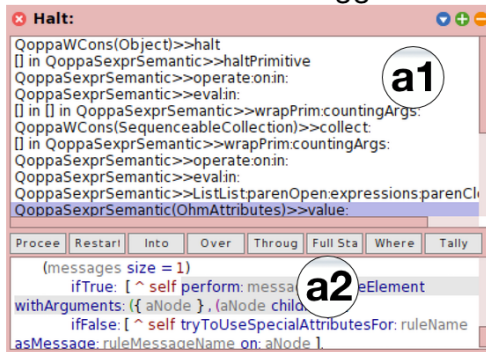 Halt:
QoppaWCons(Object)>>halt
[] in QoppaSexprSemantic>>haltPrimitive
QoppaSexprSemantic>>operate:on:in:
QoppaSexprSemantic>>eval:in:
[] in [] in QoppaSexprSemantic>>wrapPrim:countingArgs:
QoppaWCons(SequenceableCollection)>>collect:
QoppaSexprSemantic>>wrapPrim:countingArgs:
QoppaSexprSemantic>>operate:on:in:
QoppaSexprSemantic>>eval:in:
QoppaSexprSemantic>>ListList:parenOpen:expressions:parenCl
QoppaSexprSemantic(OhmAttributes)>>value:
a1
Procee Restart Into Over Throug Full Sta Where Tally
(messages size = 1)
ifTrue: [ ^ self perform: messa eElement
withArguments: ({ aNode } , (aNode child
ifFalse: [ ^ self tryToUseSpecialAttributesFor: ruleName
asMessage: ruleMessageName on: aNode ].
a2